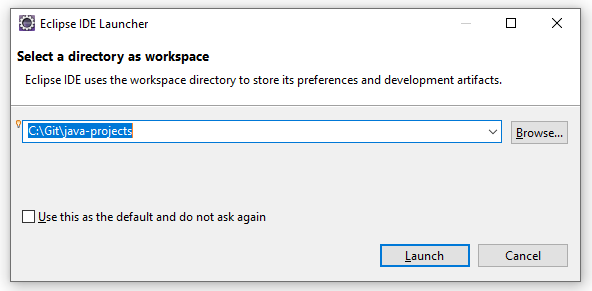 Eclipse IDE Launcher
Select a directory as workspace
Eclipse IDE uses the workspace directory to store its preferences and development artifacts.
C:\Git\java-projects
Browse...
Use this as the default and do not ask again
Launch
Cancel